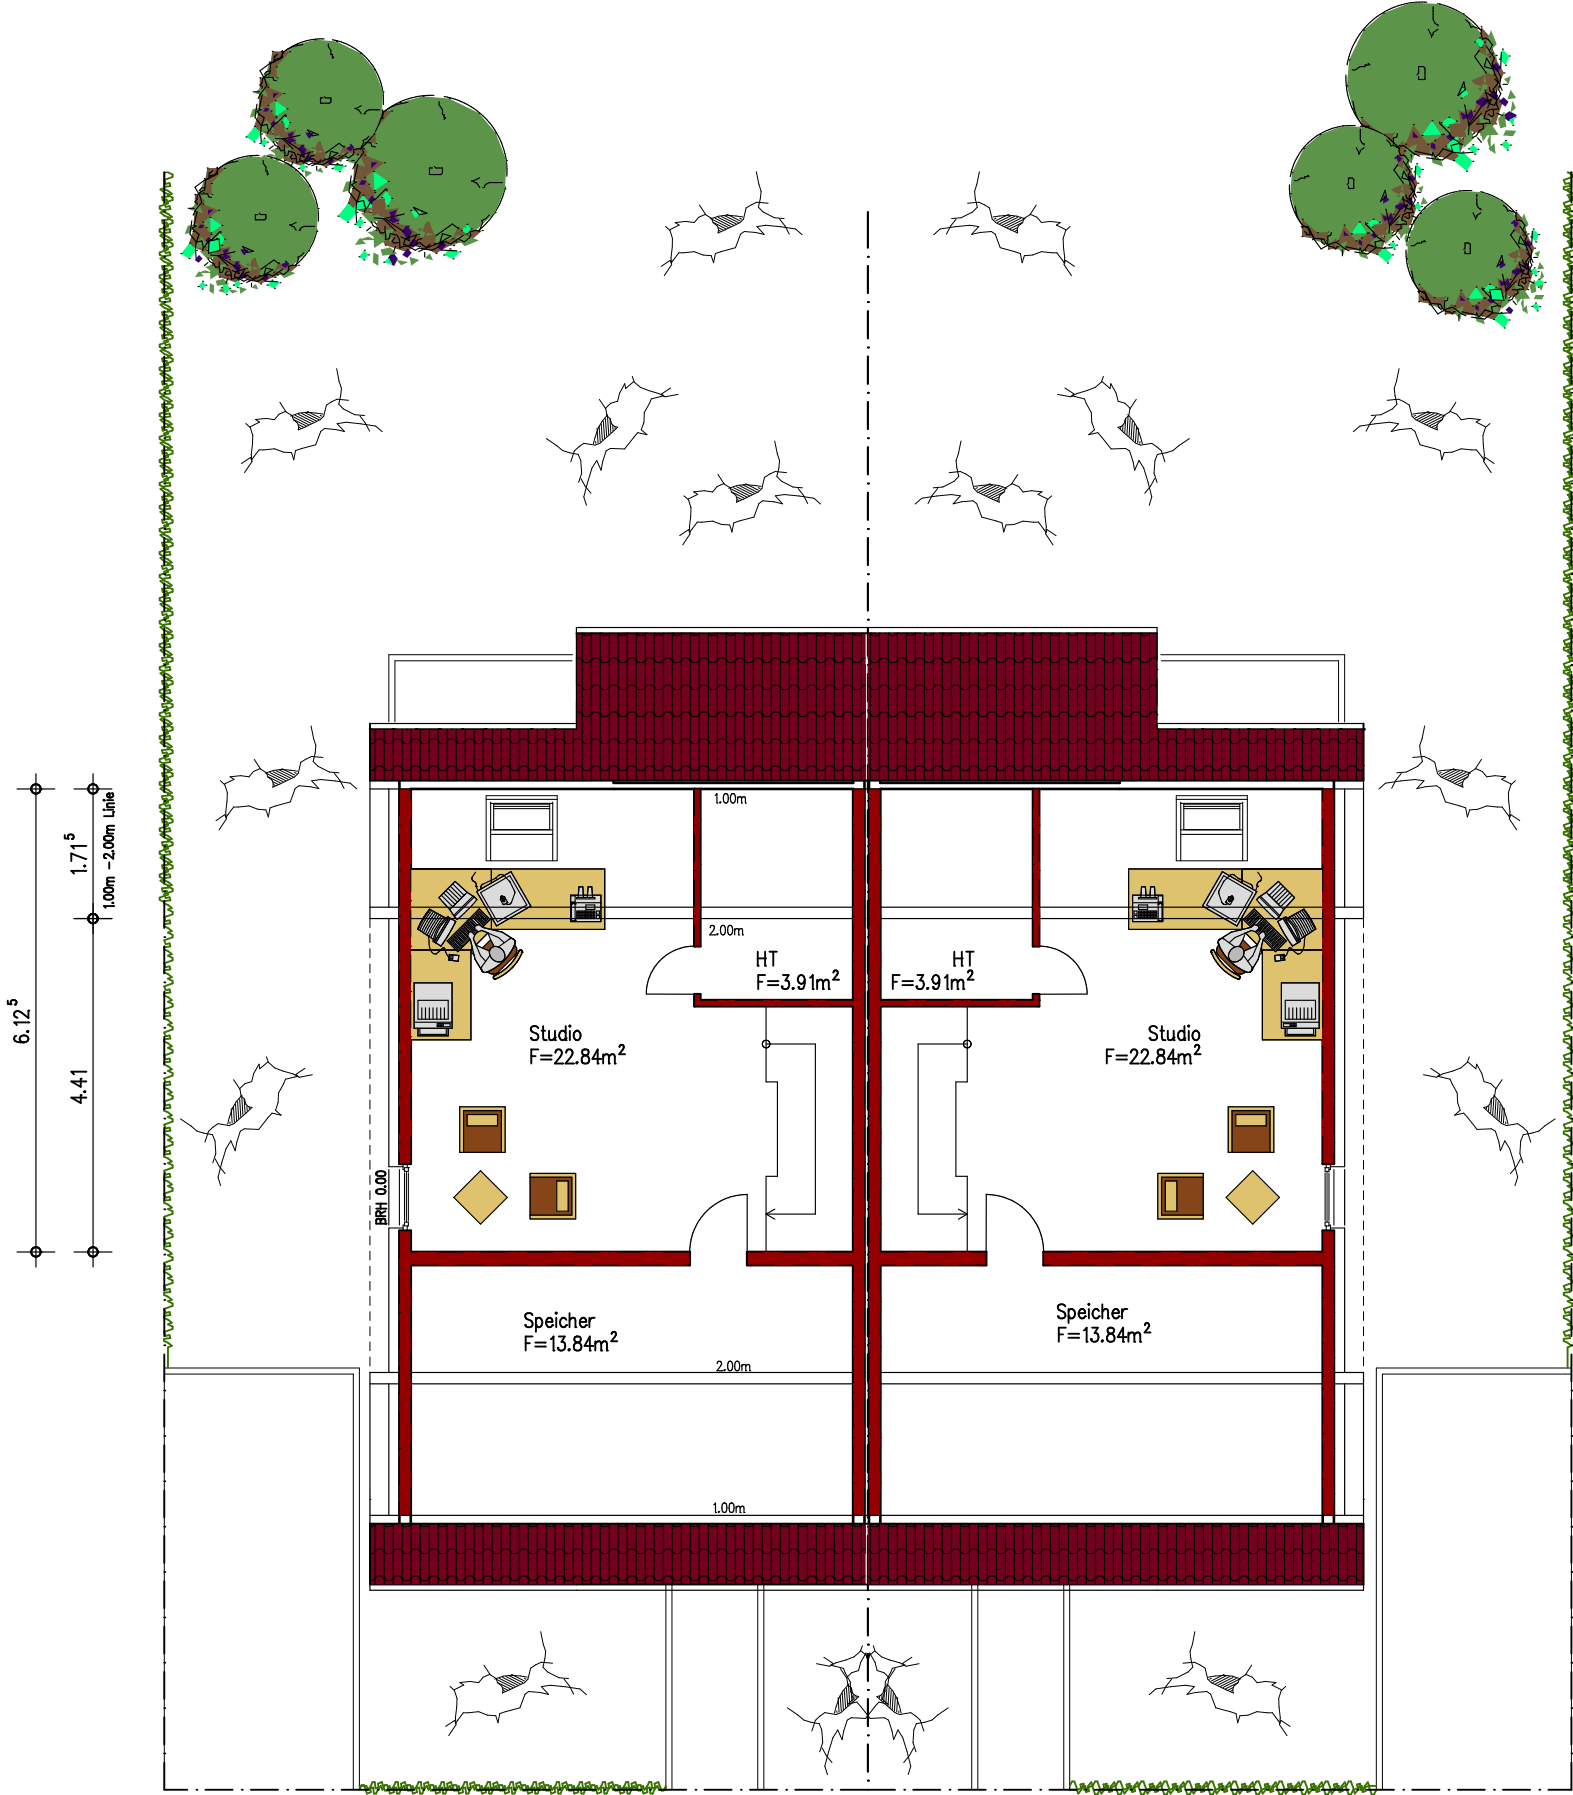 1.00m
1.71⁵
1.00m -2.00m Linie
2.00m
HT
F=3.91m²
HT
F=3.91m²
6.12⁵
4.41
Studio
F=22.84m²
Studio
F=22.84m²
BRH 0.00
Speicher
F=13.84m²
Speicher
F=13.84m²
2.00m
1.00m